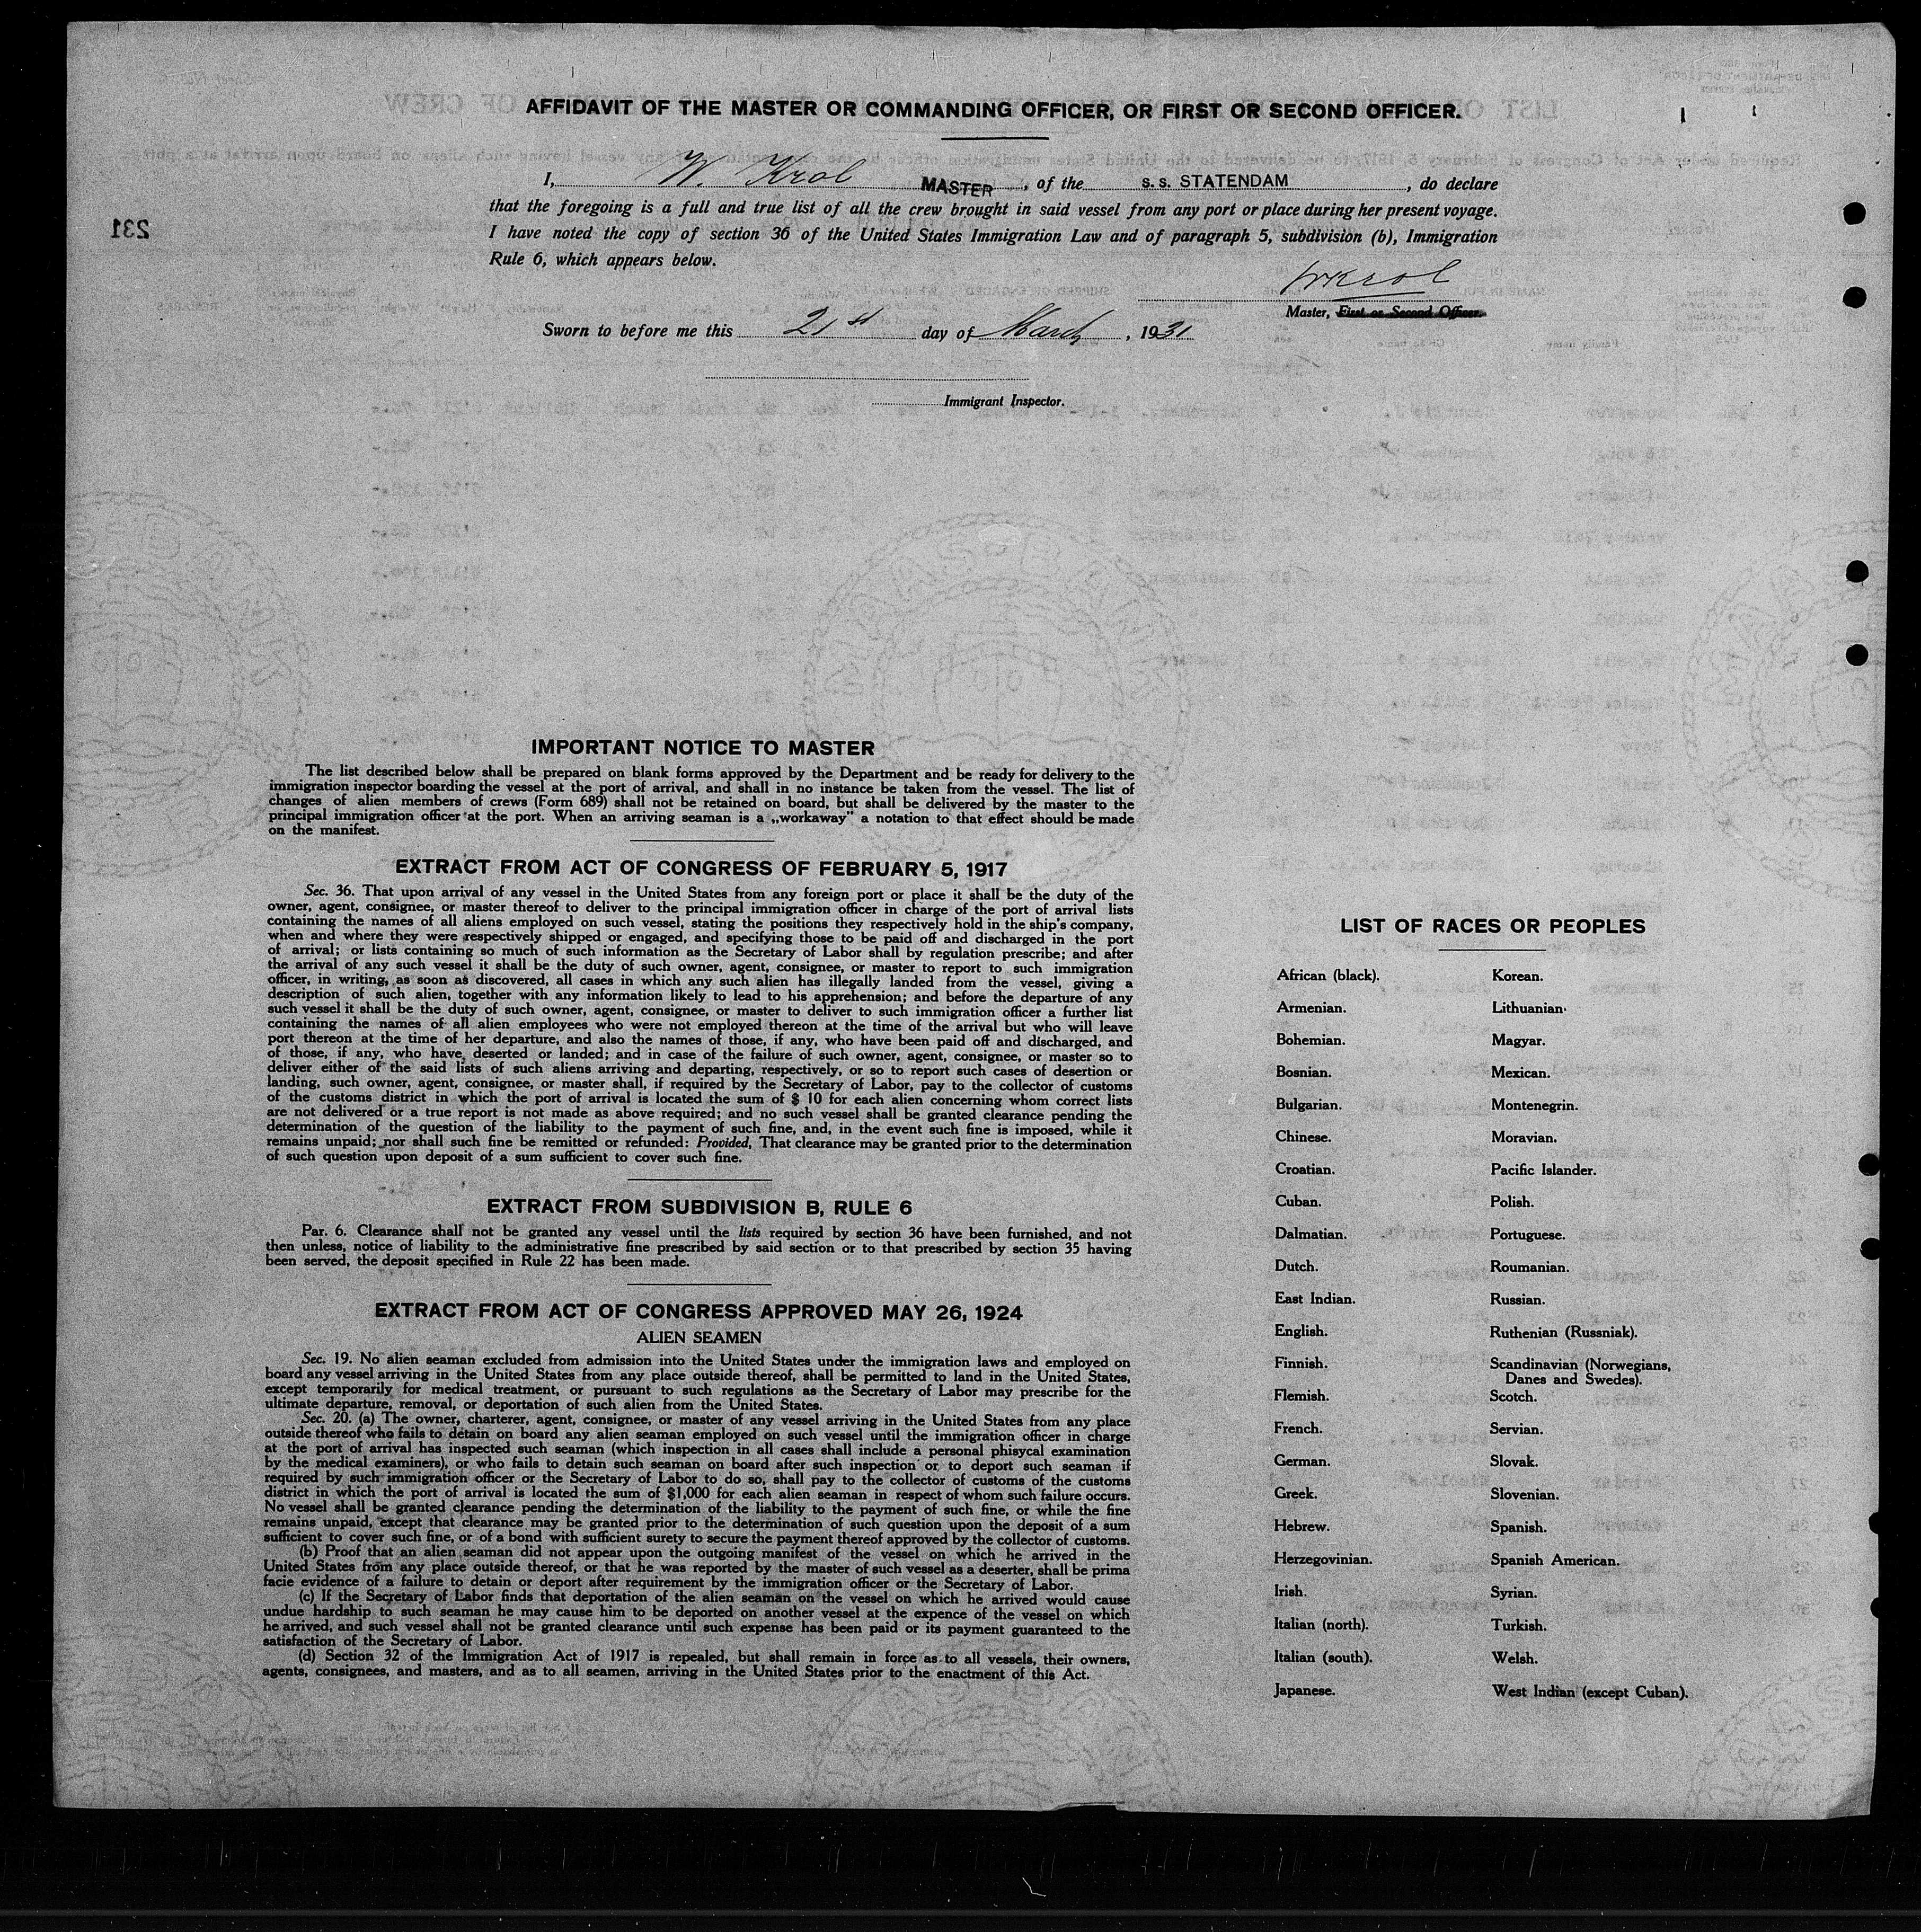 AFFIDAVIT OF THE MASTER OR COMMANDING OFFICER, OR FIRST OR SECOND OFFICER.
I, W. Krol MASTER, of the s.s. STATENDAM, do declare
that the foregoing is a full and true list of all the crew brought in said vessel from any port or place during her present voyage.
I have noted the copy of section 36 of the United States Immigration Law and of paragraph 5, subdivision (b), Immigration
Rule 6, which appears below.
WKrol
Master, First or Second Officer.
Sworn to before me this 21st day of March, 1931
Immigrant Inspector.
231
IMPORTANT NOTICE TO MASTER
The list described below shall be prepared on blank forms approved by the Department and be ready for delivery to the
immigration inspector boarding the vessel at the port of arrival, and shall in no instance be taken from the vessel. The list of
changes of alien members of crews (Form 689) shall not be retained on board, but shall be delivered by the master to the
principal immigration officer at the port. When an arriving seaman is a „workaway” a notation to that effect should be made
on the manifest.
EXTRACT FROM ACT OF CONGRESS OF FEBRUARY 5, 1917
Sec. 36. That upon arrival of any vessel in the United States from any foreign port or place it shall be the duty of the
owner, agent, consignee, or master thereof to deliver to the principal immigration officer in charge of the port of arrival lists
containing the names of all aliens employed on such vessel, stating the positions they respectively hold in the ship's company,
when and where they were respectively shipped or engaged, and specifying those to be paid off and discharged in the port
of arrival; or lists containing so much of such information as the Secretary of Labor shall by regulation prescribe; and after
the arrival of any such vessel it shall be the duty of such owner, agent, consignee, or master to report to such immigration
officer, in writing, as soon as discovered, all cases in which any such alien has illegally landed from the vessel, giving a
description of such alien, together with any information likely to lead to his apprehension; and before the departure of any
such vessel it shall be the duty of such owner, agent, consignee, or master to deliver to such immigration officer a further list
containing the names of all alien employees who were not employed thereon at the time of the arrival but who will leave
port thereon at the time of her departure, and also the names of those, if any, who have been paid off and discharged, and
of those, if any, who have deserted or landed; and in case of the failure of such owner, agent, consignee, or master so to
deliver either of the said lists of such aliens arriving and departing, respectively, or so to report such cases of desertion or
landing, such owner, agent, consignee, or master shall, if required by the Secretary of Labor, pay to the collector of customs
of the customs district in which the port of arrival is located the sum of $ 10 for each alien concerning whom correct lists
are not delivered or a true report is not made as above required; and no such vessel shall be granted clearance pending the
determination of the question of the liability to the payment of such fine, and, in the event such fine is imposed, while it
remains unpaid; nor shall such fine be remitted or refunded: Provided, That clearance may be granted prior to the determination
of such question upon deposit of a sum sufficient to cover such fine.
EXTRACT FROM SUBDIVISION B, RULE 6
Par. 6. Clearance shall not be granted any vessel until the lists required by section 36 have been furnished, and not
then unless, notice of liability to the administrative fine prescribed by said section or to that prescribed by section 35 having
been served, the deposit specified in Rule 22 has been made.
EXTRACT FROM ACT OF CONGRESS APPROVED MAY 26, 1924
ALIEN SEAMEN
Sec. 19. No alien seaman excluded from admission into the United States under the immigration laws and employed on
board any vessel arriving in the United States from any place outside thereof, shall be permitted to land in the United States,
except temporarily for medical treatment, or pursuant to such regulations as the Secretary of Labor may prescribe for the
ultimate departure, removal, or deportation of such alien from the United States.
Sec. 20. (a) The owner, charterer, agent, consignee, or master of any vessel arriving in the United States from any place
outside thereof who fails to detain on board any alien seaman employed on such vessel until the immigration officer in charge
at the port of arrival has inspected such seaman (which inspection in all cases shall include a personal phisycal examination
by the medical examiners), or who fails to detain such seaman on board after such inspection or to deport such seaman if
required by such immigration officer or the Secretary of Labor to do so, shall pay to the collector of customs of the customs
district in which the port of arrival is located the sum of $1,000 for each alien seaman in respect of whom such failure occurs.
No vessel shall be granted clearance pending the determination of the liability to the payment of such fine, or while the fine
remains unpaid, except that clearance may be granted prior to the determination of such question upon the deposit of a sum
sufficient to cover such fine, or of a bond with sufficient surety to secure the payment thereof approved by the collector of customs.
(b) Proof that an alien seaman did not appear upon the outgoing manifest of the vessel on which he arrived in the
United States from any place outside thereof, or that he was reported by the master of such vessel as a deserter, shall be prima
facie evidence of a failure to detain or deport after requirement by the immigration officer or the Secretary of Labor.
(c) If the Secretary of Labor finds that deportation of the alien seaman on the vessel on which he arrived would cause
undue hardship to such seaman he may cause him to be deported on another vessel at the expence of the vessel on which
he arrived, and such vessel shall not be granted clearance until such expense has been paid or its payment guaranteed to the
satisfaction of the Secretary of Labor.
(d) Section 32 of the Immigration Act of 1917 is repealed, but shall remain in force as to all vessels, their owners,
agents, consignees, and masters, and as to all seamen, arriving in the United States prior to the enactment of this Act.
LIST OF RACES OR PEOPLES
African (black).
Armenian.
Bohemian.
Bosnian.
Bulgarian.
Chinese.
Croatian.
Cuban.
Dalmatian.
Dutch.
East Indian.
English.
Finnish.
Flemish.
French.
German.
Greek.
Hebrew.
Herzegovinian.
Irish.
Italian (north).
Italian (south).
Japanese.
Korean.
Lithuanian.
Magyar.
Mexican.
Montenegrin.
Moravian.
Pacific Islander.
Polish.
Portuguese.
Roumanian.
Russian.
Ruthenian (Russniak).
Scandinavian (Norwegians,
Danes and Swedes).
Scotch.
Servian.
Slovak.
Slovenian.
Spanish.
Spanish American.
Syrian.
Turkish.
Welsh.
West Indian (except Cuban).